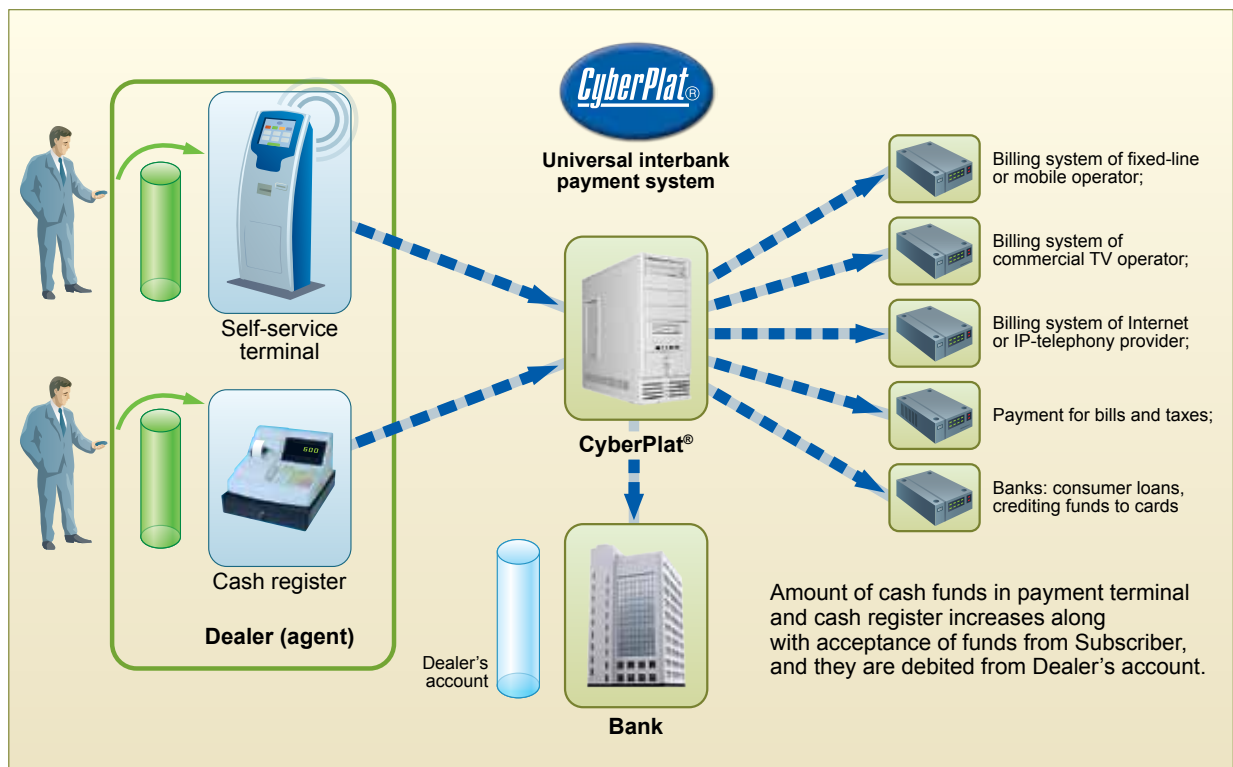 CyberPlat®
Universal interbank
payment system
Self-service
terminal
600
Cash register
Dealer (agent)
CyberPlat®
Dealer's
account
Bank
Billing system of fixed-line
or mobile operator;
Billing system of
commercial TV operator;
Billing system of Internet
or IP-telephony provider;
Payment for bills and taxes;
Banks: consumer loans,
crediting funds to cards
Amount of cash funds in payment terminal
and cash register increases along
with acceptance of funds from Subscriber,
and they are debited from Dealer's account.